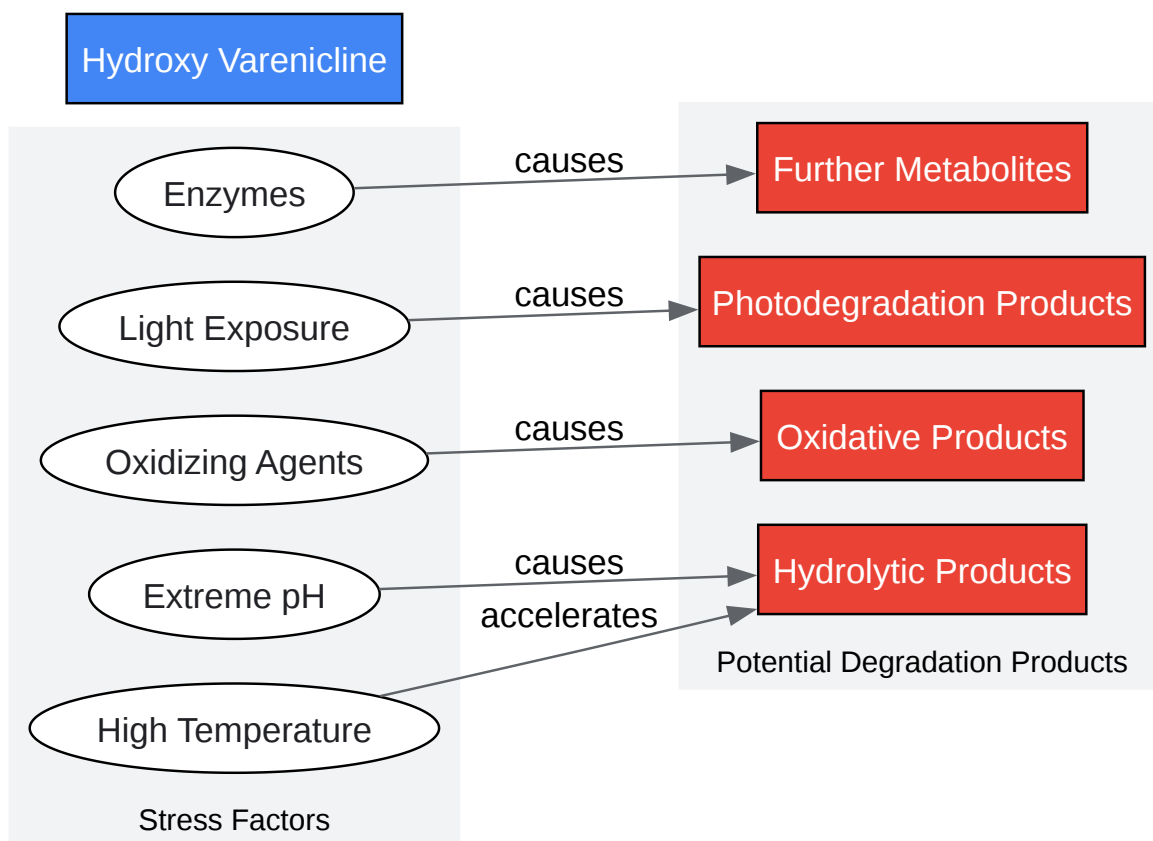 Hydroxy Varenicline
Enzymes
causes
Further Metabolites
Light Exposure
causes
Photodegradation Products
Oxidizing Agents
causes
Oxidative Products
Extreme pH
causes
Hydrolytic Products
accelerates
High Temperature
Potential Degradation Products
Stress Factors